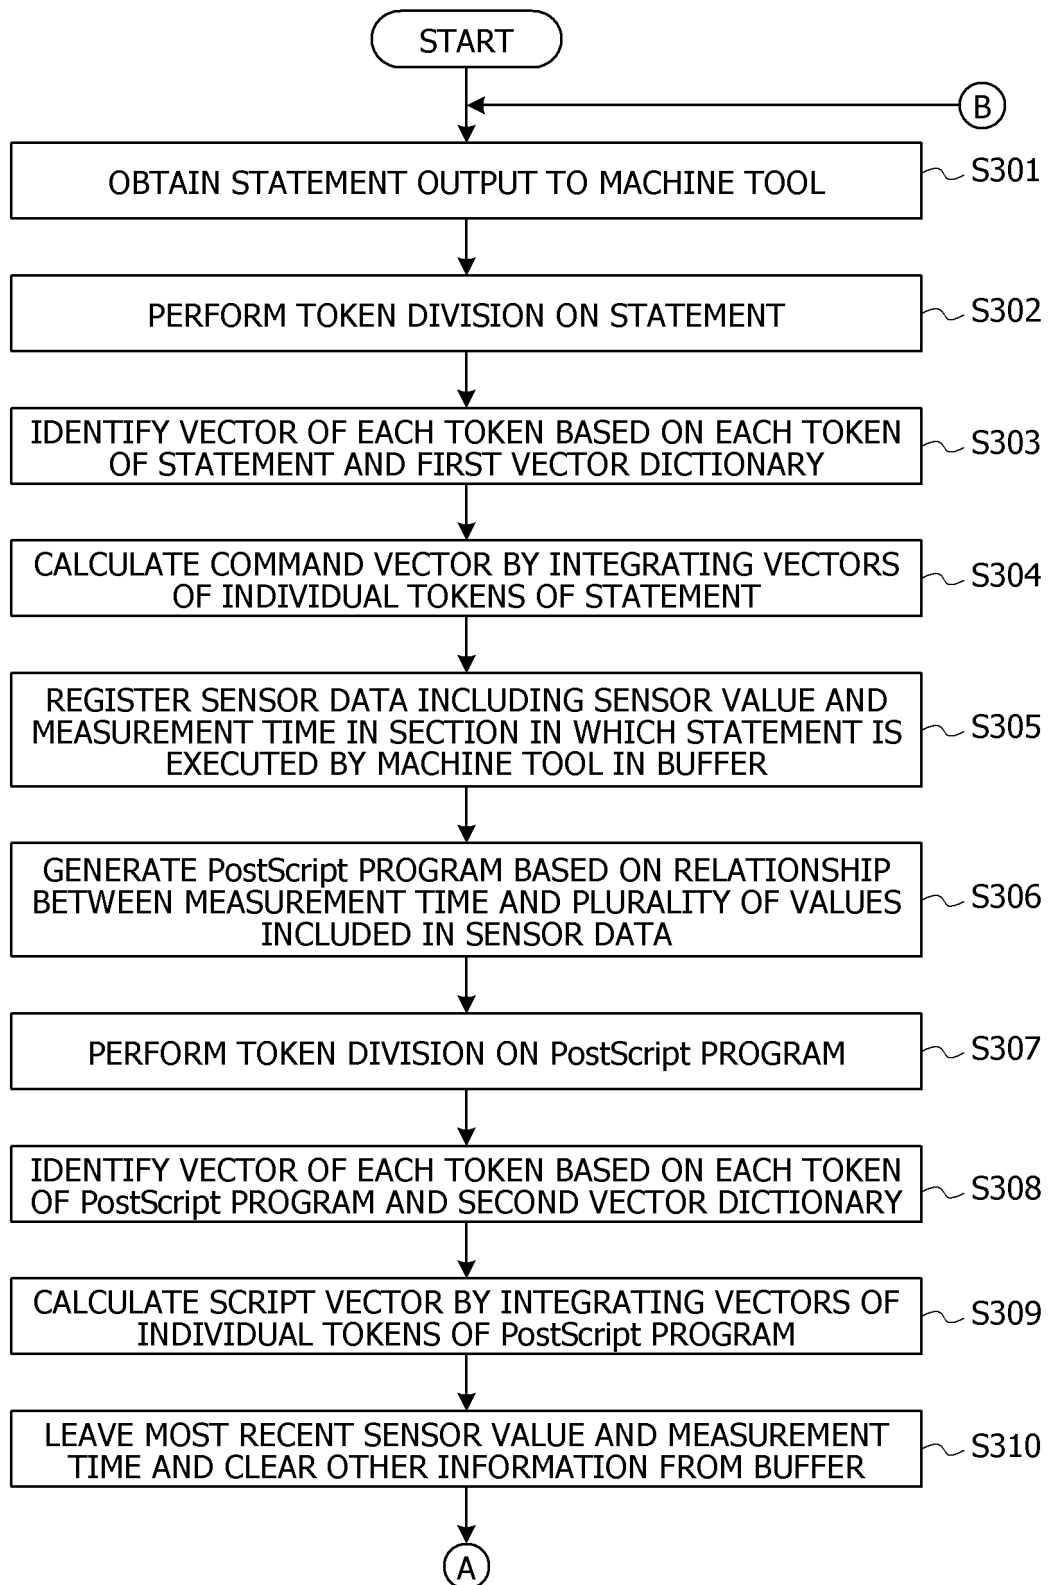 START
B
OBTAIN STATEMENT OUTPUT TO MACHINE TOOL
S301
PERFORM TOKEN DIVISION ON STATEMENT
S302
IDENTIFY VECTOR OF EACH TOKEN BASED ON EACH TOKEN
OF STATEMENT AND FIRST VECTOR DICTIONARY
S303
CALCULATE COMMAND VECTOR BY INTEGRATING VECTORS
OF INDIVIDUAL TOKENS OF STATEMENT
S304
REGISTER SENSOR DATA INCLUDING SENSOR VALUE AND
MEASUREMENT TIME IN SECTION IN WHICH STATEMENT IS
EXECUTED BY MACHINE TOOL IN BUFFER
S305
GENERATE PostScript PROGRAM BASED ON RELATIONSHIP
BETWEEN MEASUREMENT TIME AND PLURALITY OF VALUES
INCLUDED IN SENSOR DATA
S306
PERFORM TOKEN DIVISION ON PostScript PROGRAM
S307
IDENTIFY VECTOR OF EACH TOKEN BASED ON EACH TOKEN
OF PostScript PROGRAM AND SECOND VECTOR DICTIONARY
S308
CALCULATE SCRIPT VECTOR BY INTEGRATING VECTORS OF
INDIVIDUAL TOKENS OF PostScript PROGRAM
S309
LEAVE MOST RECENT SENSOR VALUE AND MEASUREMENT
TIME AND CLEAR OTHER INFORMATION FROM BUFFER
S310
A